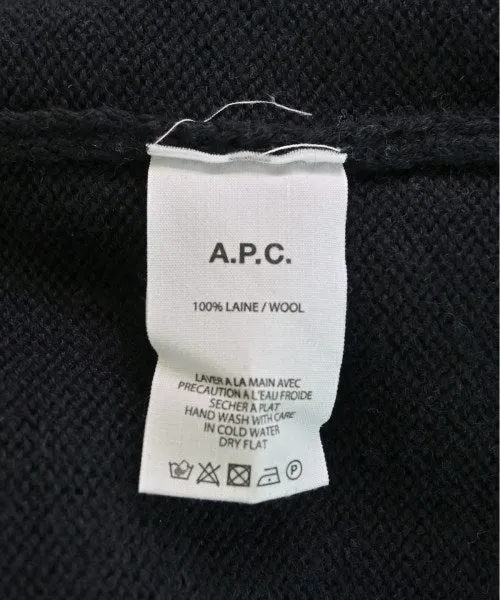 A.P.C.
100% LAINE / WOOL
LAVER A LA MAIN AVEC
PRECAUTION A L'EAU FROIDE
SECHER A PLAT
HAND WASH WITH CARE
IN COLD WATER
DRY FLAT
P